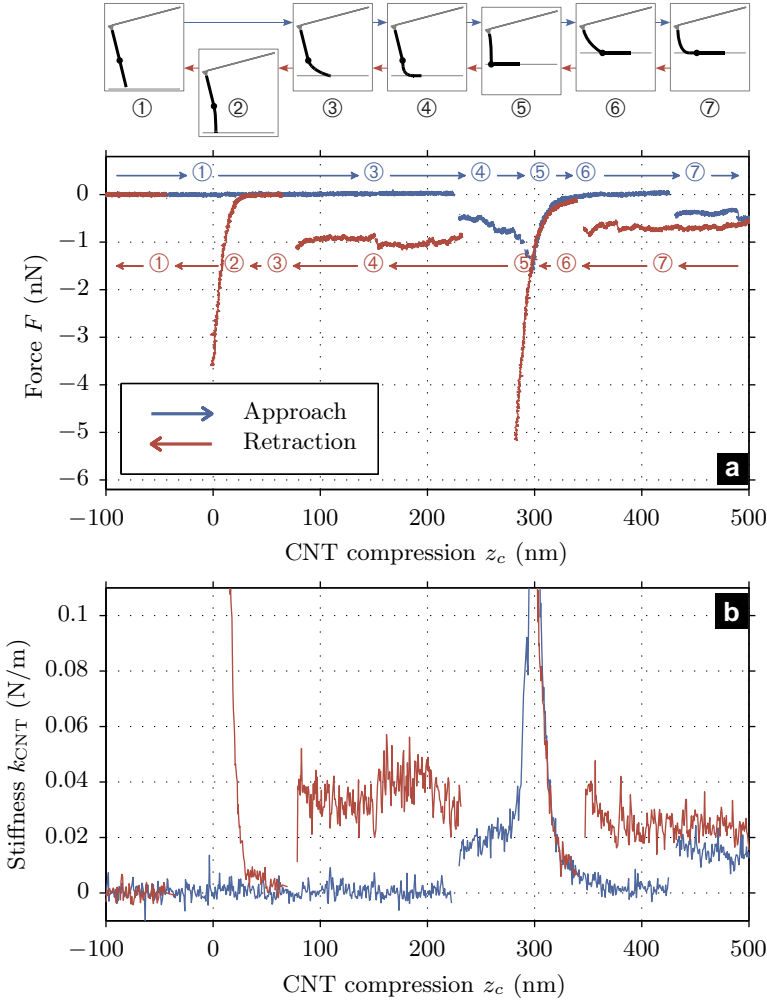 ① ② ③ ④ ⑤ ⑥ ⑦
① ③ ④ ⑤ ⑥ ⑦
① ② ③ ④ ⑤ ⑥ ⑦
0
−1
−2
−3
−4
−5
−6
Force F (nN)
Approach
Retraction
a
−100 0 100 200 300 400 500
CNT compression z_c (nm)
b
0.1
0.08
0.06
0.04
0.02
0
Stiffness k_CNT (N/m)
−100 0 100 200 300 400 500
CNT compression z_c (nm)